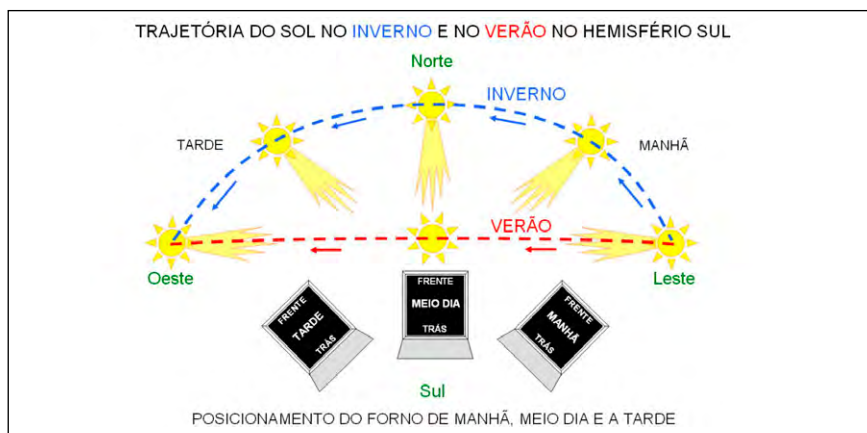 TRAJETÓRIA DO SOL NO INVERNO E NO VERÃO NO HEMISFÉRIO SUL
Norte
INVERNO
TARDE
MANHÃ
VERÃO
Oeste
Leste
FRENTE
TARDE
TRÁS
FRENTE
MEIO DIA
TRÁS
FRENTE
MANHÃ
TRÁS
Sul
POSICIONAMENTO DO FORNO DE MANHÃ, MEIO DIA E A TARDE